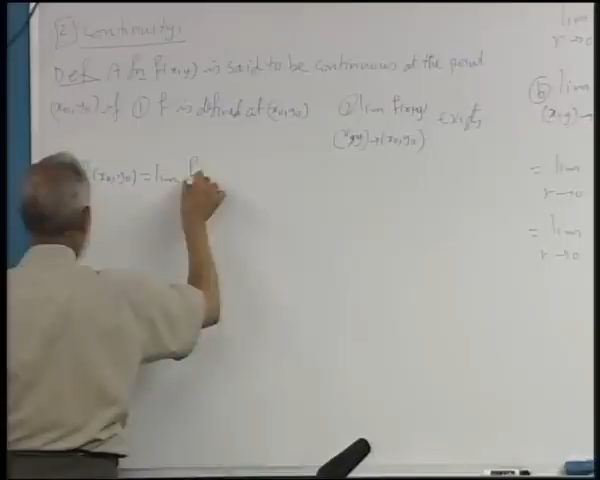 [2] Continuity:
Def A fn f(x,y) is said to be continuous at the point
(x₀,y₀) if ① f is defined at (x₀,y₀) ② lim f(x,y) exists
(x,y)→(x₀,y₀)
(x₀,y₀) = lim f
lim
r→0
ⓑ lim
(x,y)→
= lim
r→0
= lim
r→0